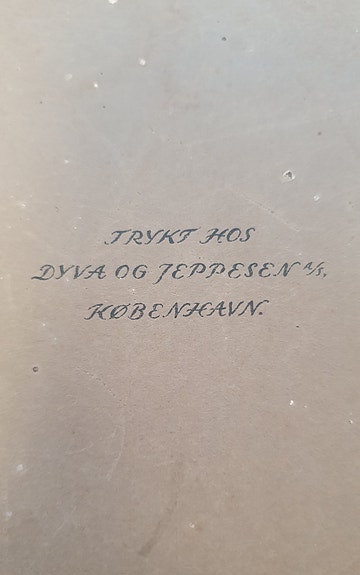 TRYKT HOS
DYVA OG JEPPESEN A/S,
KØBENHAVN.